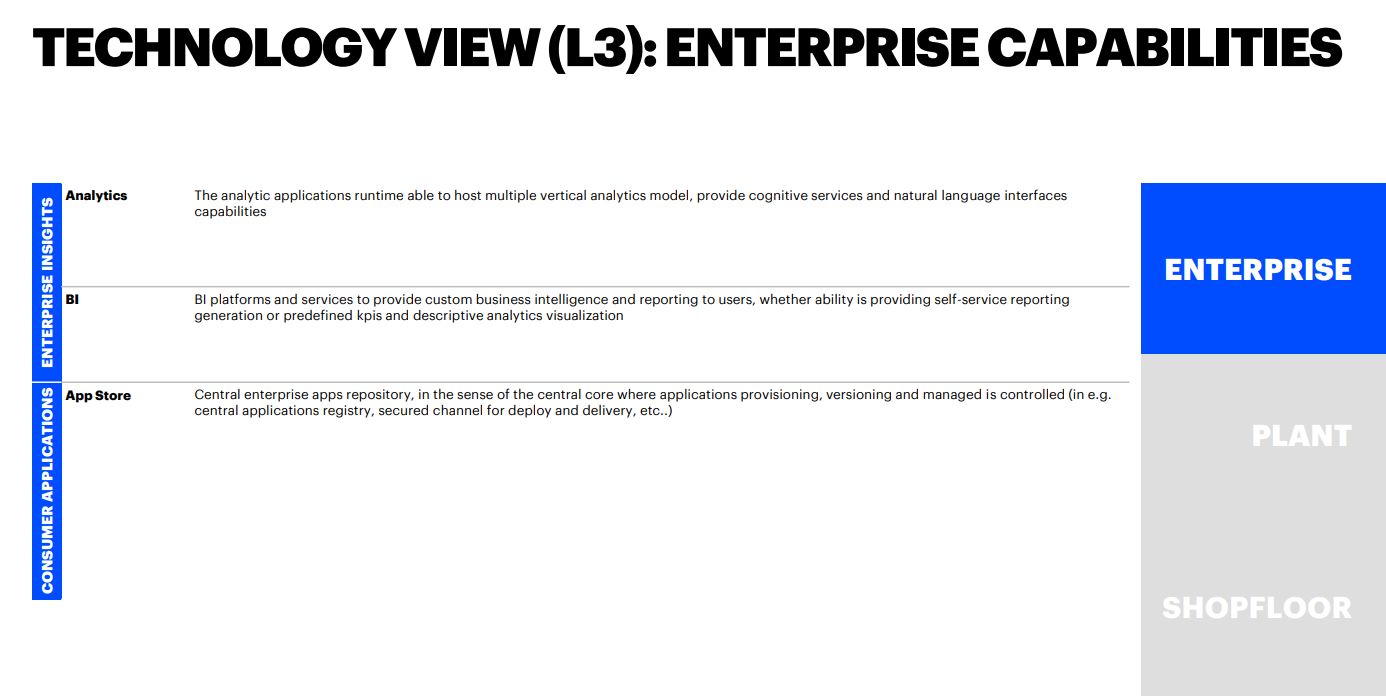 TECHNOLOGY VIEW (L3): ENTERPRISE CAPABILITIES
ENTERPRISE INSIGHTS
Analytics
The analytic applications runtime able to host multiple vertical analytics model, provide cognitive services and natural language interfaces
capabilities
BI
BI platforms and services to provide custom business intelligence and reporting to users, whether ability is providing self-service reporting
generation or predefined kpis and descriptive analytics visualization
CONSUMER APPLICATIONS
App Store
Central enterprise apps repository, in the sense of the central core where applications provisioning, versioning and managed is controlled (in e.g.
central applications registry, secured channel for deploy and delivery, etc..)
ENTERPRISE
PLANT
SHOPFLOOR